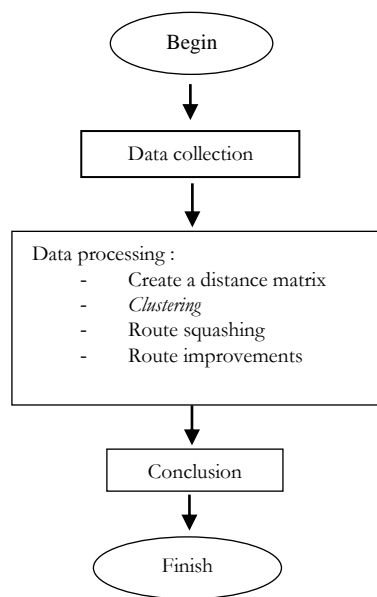 Begin
Data collection
Data processing :
- Create a distance matrix
- Clustering
- Route squashing
- Route improvements
Conclusion
Finish